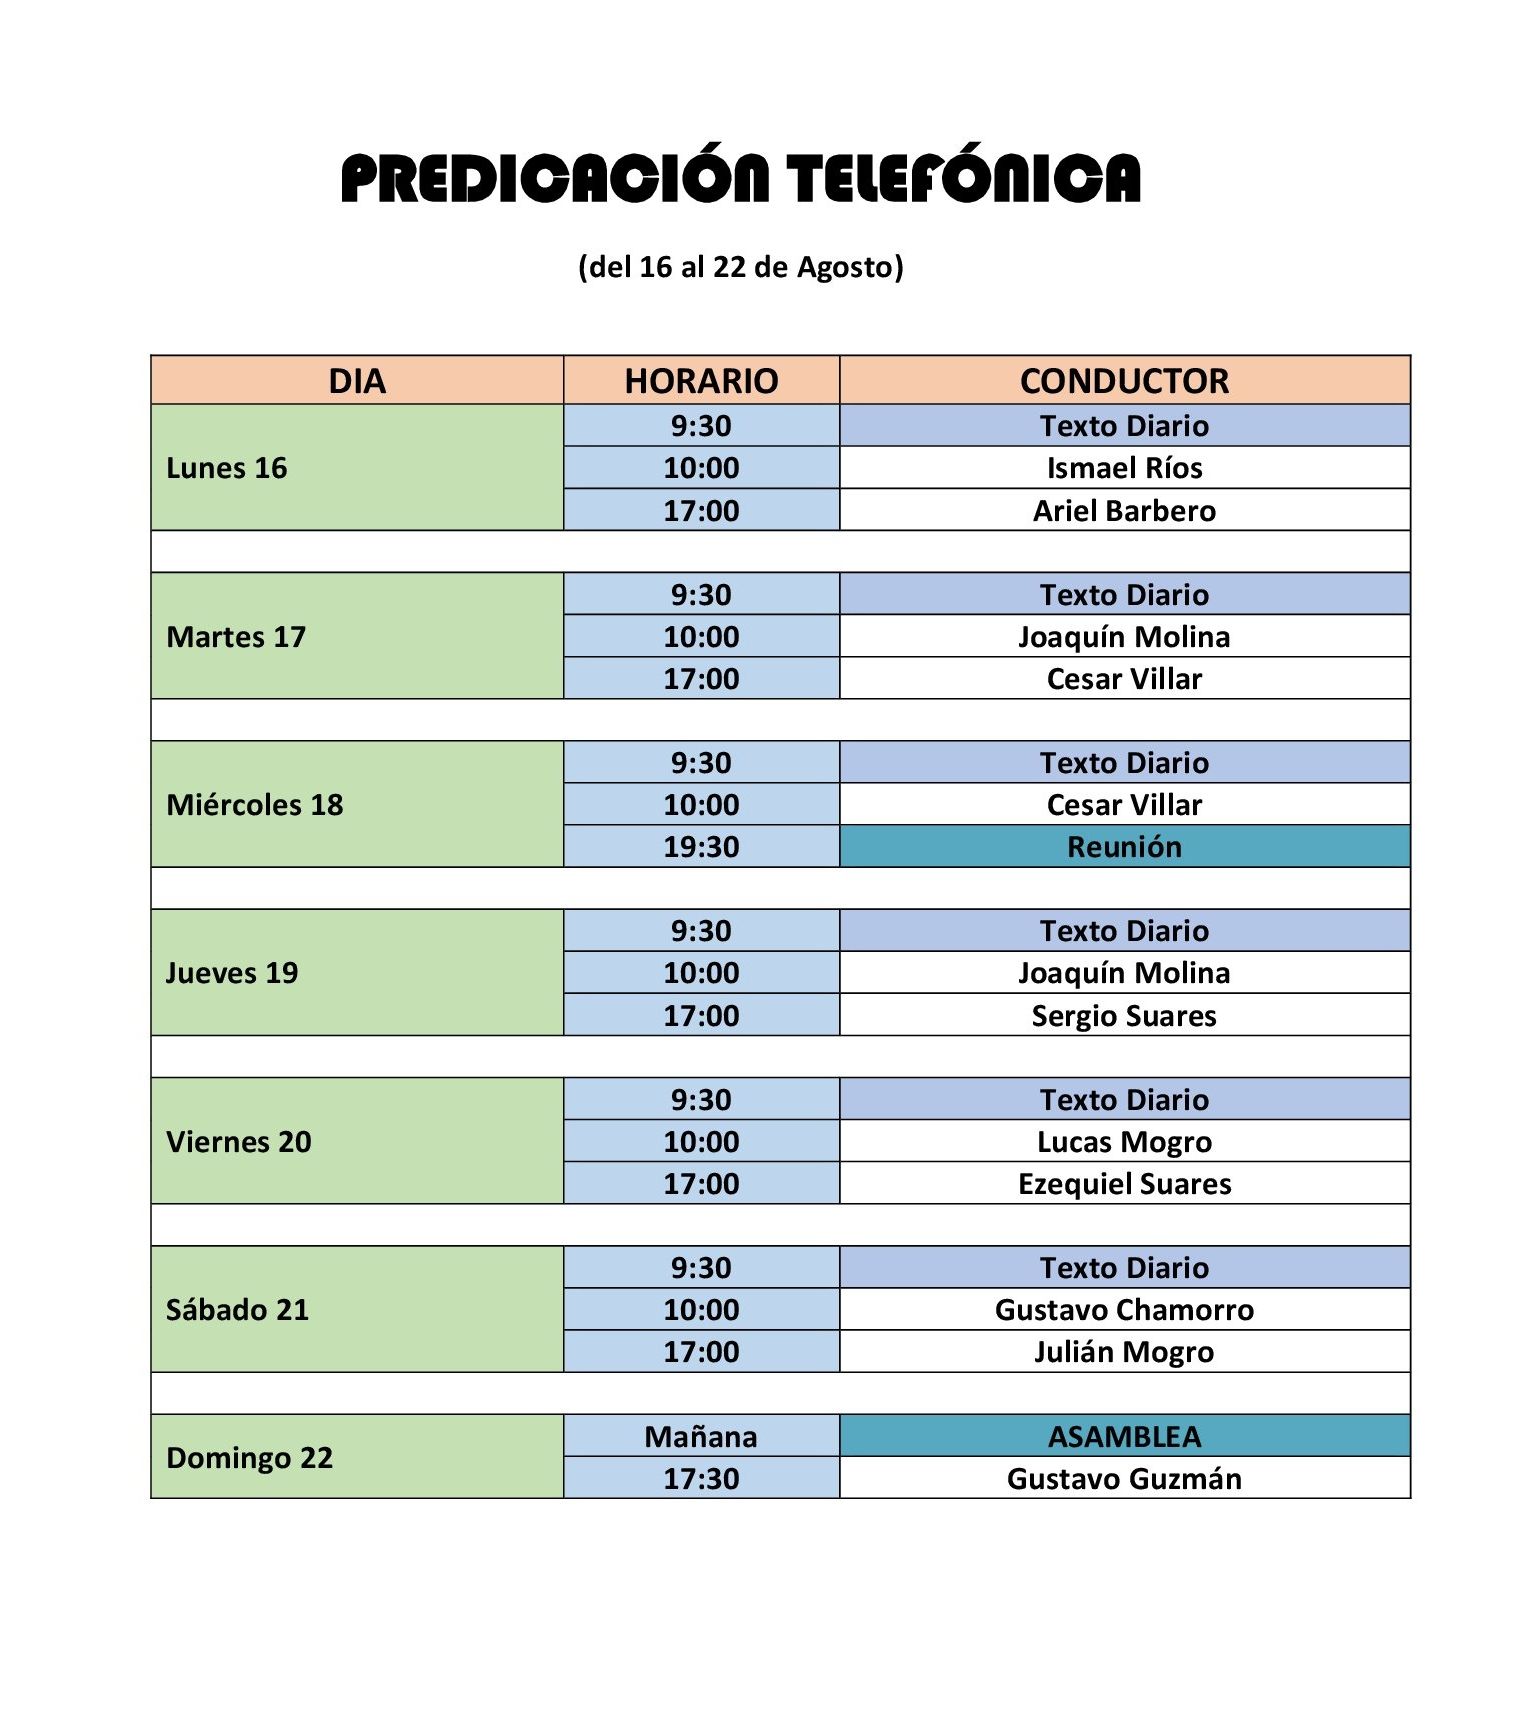 PREDICACIÓN TELEFÓNICA
(del 16 al 22 de Agosto)
DIA HORARIO CONDUCTOR
Lunes 16
9:30 Texto Diario
10:00 Ismael Ríos
17:00 Ariel Barbero
Martes 17
9:30 Texto Diario
10:00 Joaquín Molina
17:00 Cesar Villar
Miércoles 18
9:30 Texto Diario
10:00 Cesar Villar
19:30 Reunión
Jueves 19
9:30 Texto Diario
10:00 Joaquín Molina
17:00 Sergio Suares
Viernes 20
9:30 Texto Diario
10:00 Lucas Mogro
17:00 Ezequiel Suares
Sábado 21
9:30 Texto Diario
10:00 Gustavo Chamorro
17:00 Julián Mogro
Domingo 22
Mañana ASAMBLEA
17:30 Gustavo Guzmán